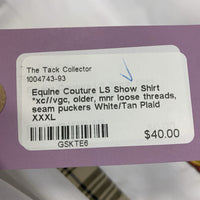 The Tack Collector
1004743-93
Equine Couture LS Show Shirt
*xc//vgc, older, mnr loose threads,
seam puckers White/Tan Plaid
XXXL
$40.00
GSKTE6